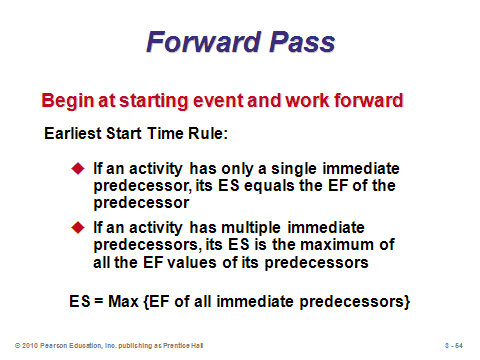 Forward Pass
Begin at starting event and work forward
Earliest Start Time Rule:
If an activity has only a single immediate
predecessor, its ES equals the EF of the
predecessor
If an activity has multiple immediate
predecessors, its ES is the maximum of
all the EF values of its predecessors
ES = Max {EF of all immediate predecessors}
© 2010 Pearson Education, Inc. publishing as Prentice Hall
3 - 54